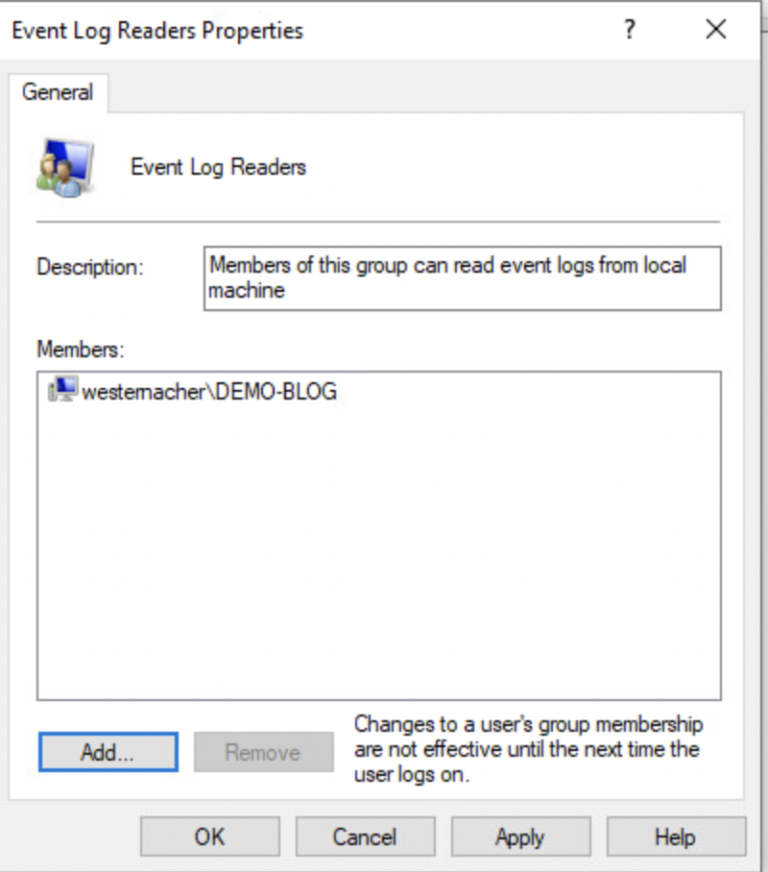 Event Log Readers Properties
?
General
Event Log Readers
Description:
Members of this group can read event logs from local
machine
Members:
westernacher\DEMO-BLOG
Add...
Remove
Changes to a user's group membership
are not effective until the next time the
user logs on.
OK
Cancel
Apply
Help